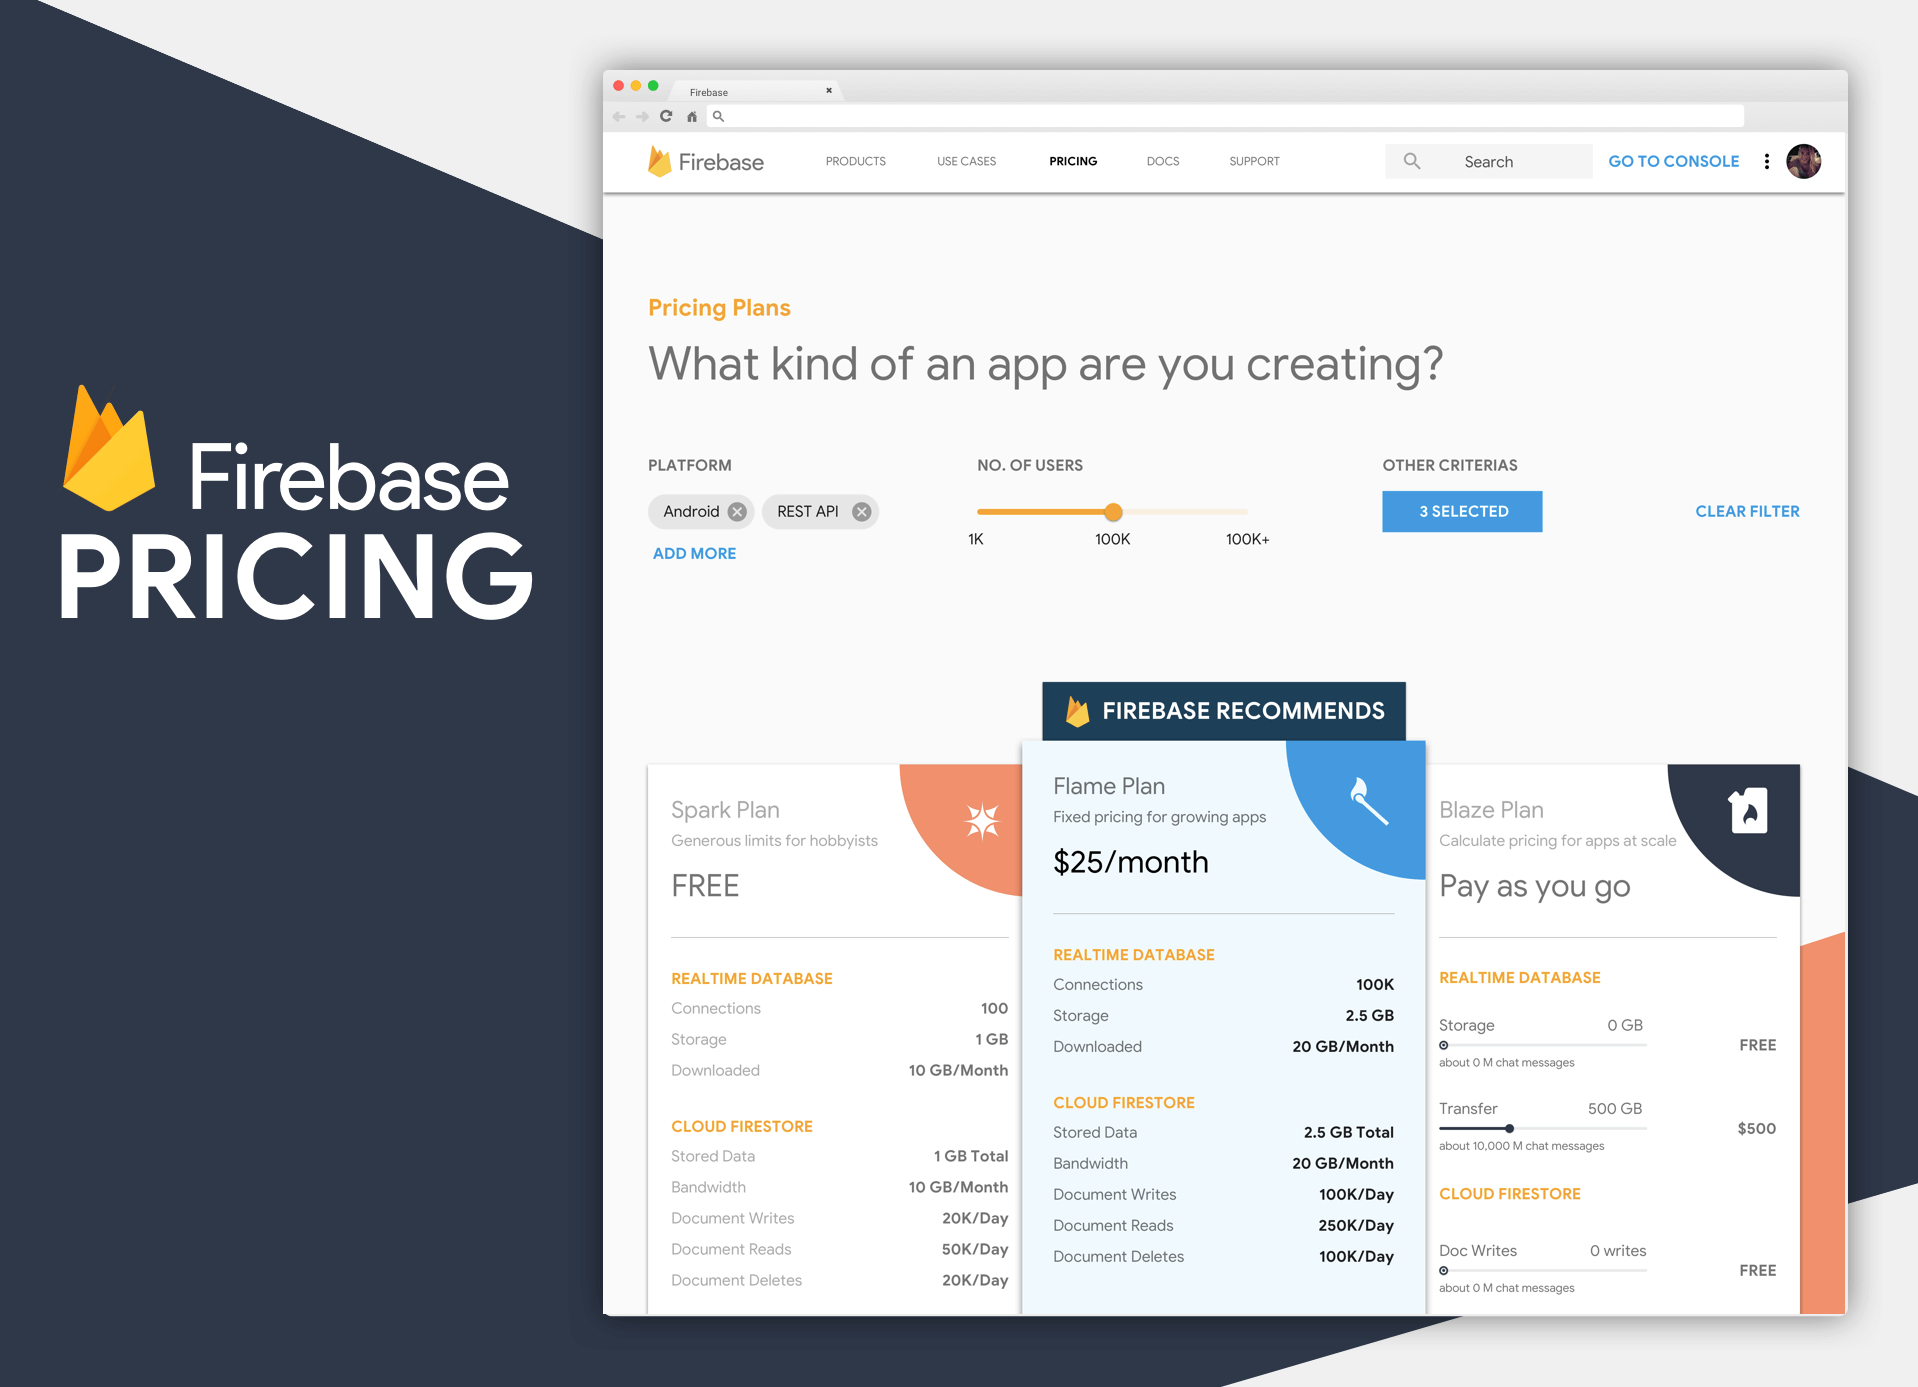 Firebase
PRICING
Firebase
Firebase
PRODUCTS
USE CASES
PRICING
DOCS
SUPPORT
Search
GO TO CONSOLE
Pricing Plans
What kind of an app are you creating?
PLATFORM
Android
REST API
ADD MORE
NO. OF USERS
1K
100K
100K+
OTHER CRITERIAS
3 SELECTED
CLEAR FILTER
FIREBASE RECOMMENDS
Spark Plan
Generous limits for hobbyists
FREE
REALTIME DATABASE
Connections 100
Storage 1 GB
Downloaded 10 GB/Month
CLOUD FIRESTORE
Stored Data 1 GB Total
Bandwidth 10 GB/Month
Document Writes 20K/Day
Document Reads 50K/Day
Document Deletes 20K/Day
Flame Plan
Fixed pricing for growing apps
$25/month
REALTIME DATABASE
Connections 100K
Storage 2.5 GB
Downloaded 20 GB/Month
CLOUD FIRESTORE
Stored Data 2.5 GB Total
Bandwidth 20 GB/Month
Document Writes 100K/Day
Document Reads 250K/Day
Document Deletes 100K/Day
Blaze Plan
Calculate pricing for apps at scale
Pay as you go
REALTIME DATABASE
Storage 0 GB
FREE
about 0 M chat messages
Transfer 500 GB
$500
about 10,000 M chat messages
CLOUD FIRESTORE
Doc Writes 0 writes
FREE
about 0 M chat messages